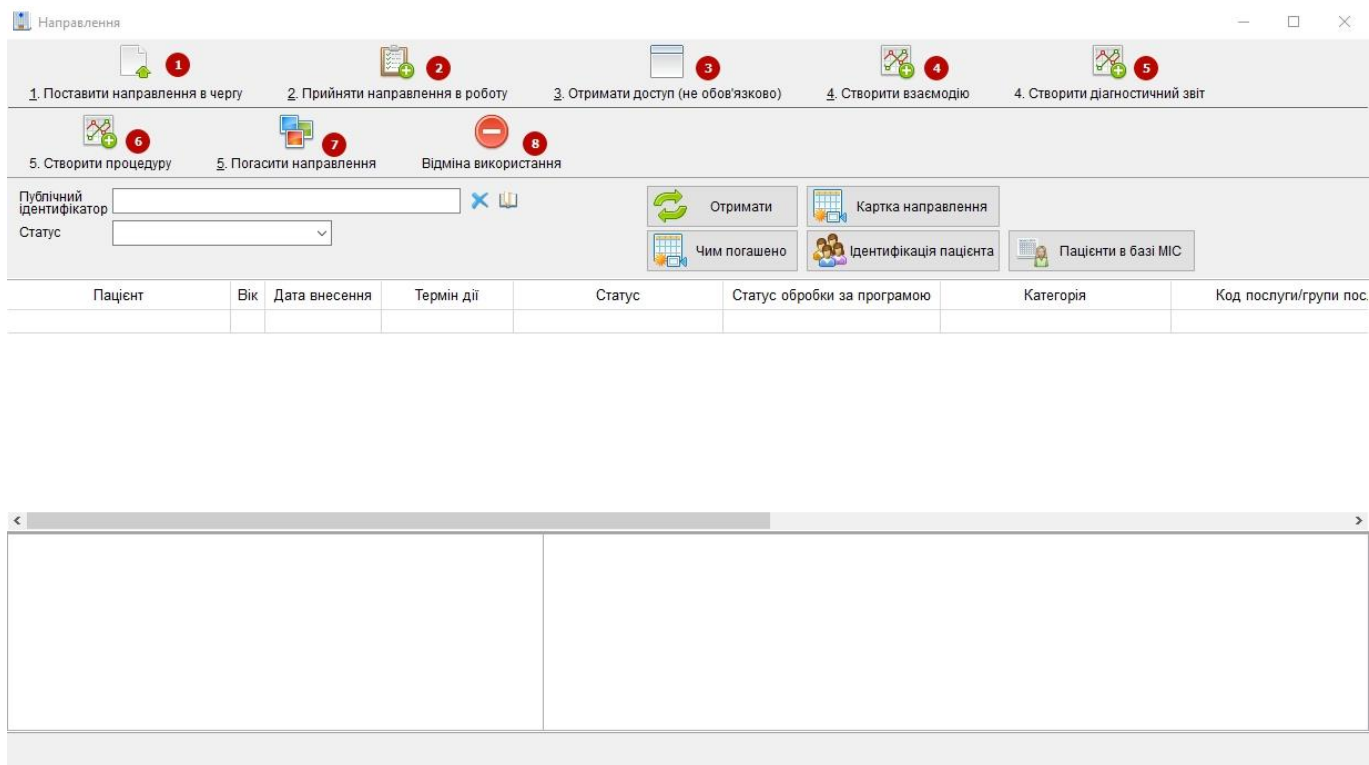 Направлення
1 2 3 4 5
1. Поставити направлення в чергу 2. Прийняти направлення в роботу 3. Отримати доступ (не обов'язково) 4. Створити взаємодію 4. Створити діагностичний звіт
6 7 8
5. Створити процедуру 5. Погасити направлення Відміна використання
Публічний
ідентифікатор
Отримати Картка направлення
Статус
Чим погашено Ідентифікація пацієнта Пацієнти в базі МІС
Пацієнт Вік Дата внесення Термін дії Статус Статус обробки за програмою Категорія Код послуги/групи пос.